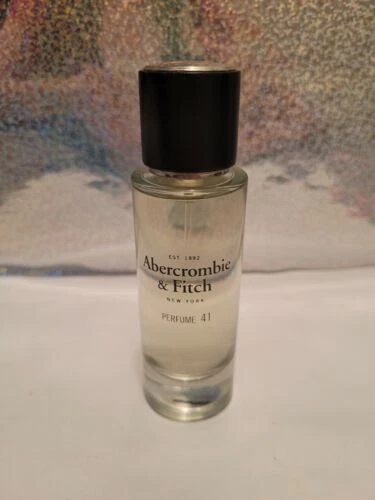 EST 1892
Abercrombie
& Fitch
NEW YORK
PERFUME 41